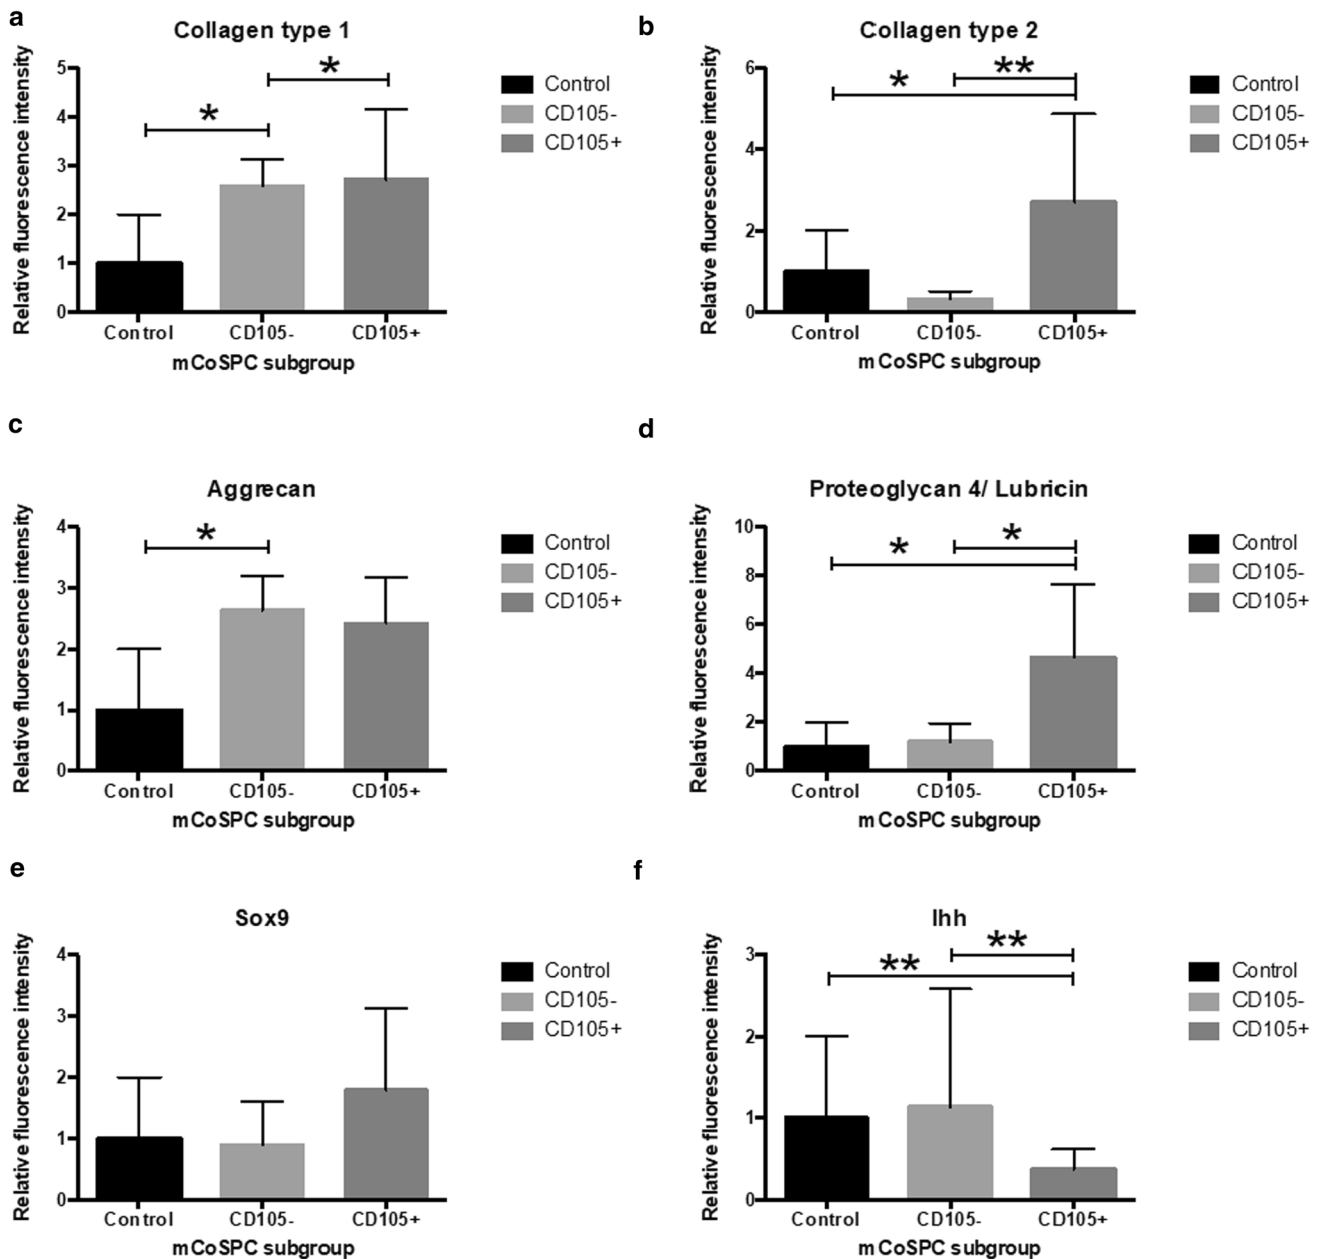 a
Collagen type 1
Relative fluorescence intensity
5
4
3
2
1
0
*
*
Control
CD105-
CD105+
Control
CD105-
CD105+
mCoSPC subgroup
b
Collagen type 2
Relative fluorescence intensity
6
4
2
0
*
**
Control
CD105-
CD105+
Control
CD105-
CD105+
mCoSPC subgroup
c
Aggrecan
Relative fluorescence intensity
4
3
2
1
0
*
Control
CD105-
CD105+
Control
CD105-
CD105+
mCoSPC subgroup
d
Proteoglycan 4/ Lubricin
Relative fluorescence intensity
10
8
6
4
2
0
*
*
Control
CD105-
CD105+
Control
CD105-
CD105+
mCoSPC subgroup
e
Sox9
Relative fluorescence intensity
4
3
2
1
0
Control
CD105-
CD105+
Control
CD105-
CD105+
mCoSPC subgroup
f
Ihh
Relative fluorescence intensity
3
2
1
0
**
**
Control
CD105-
CD105+
Control
CD105-
CD105+
mCoSPC subgroup